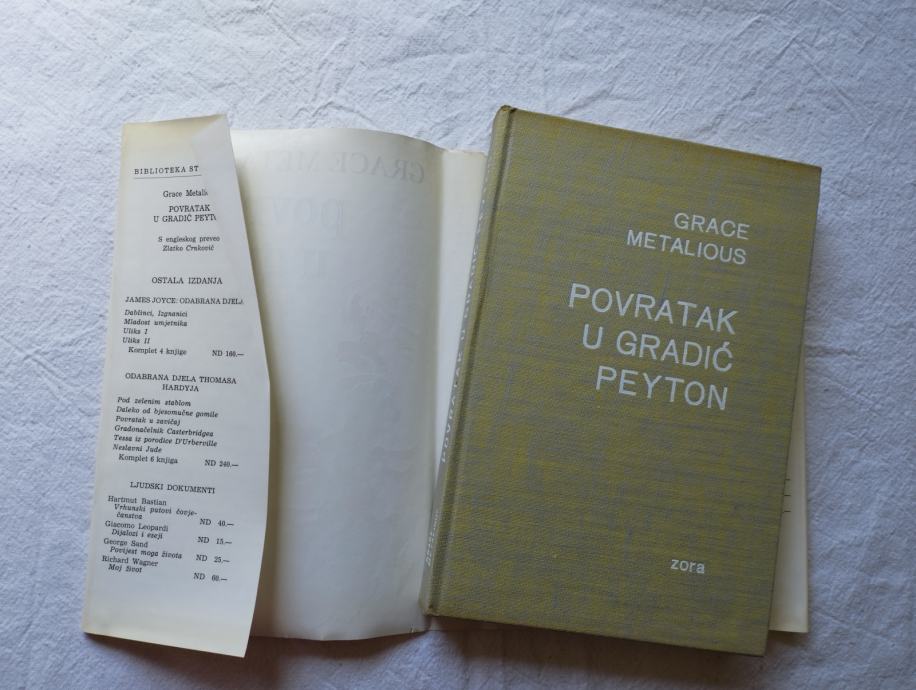 BIBLIOTEKA ST
Grace Metali
POVRATAK
U GRADIĆ PEYT
S engleskog preveo
Zlatko Crnković
OSTALA IZDANJA
JAMES JOYCE: ODABRANA DJELA
Dablinci, Izgnanici
Mladost umjetnika
Uliks I
Uliks II
Komplet 4 knjige ND 160.—
ODABRANA DJELA THOMASA
HARDYJA
Pod zelenim stablom
Daleko od bjesomučne gomile
Povratak u zavičaj
Gradonačelnik Casterbridgea
Tessa iz porodice D'Urberville
Neslavni Jude
Komplet 6 knjiga ND 240.—
LJUDSKI DOKUMENTI
Hartmut Bastian
Vrhunski putovi čovje-
čanstva ND 40.—
Giacomo Leopardi
Dijalozi i eseji ND 15.—
George Sand
Povijest moga života ND 25.—
Richard Wagner
Moj život ND 60.—
GRACE
METALIOUS
POVRATAK
U GRADIĆ
PEYTON
zora